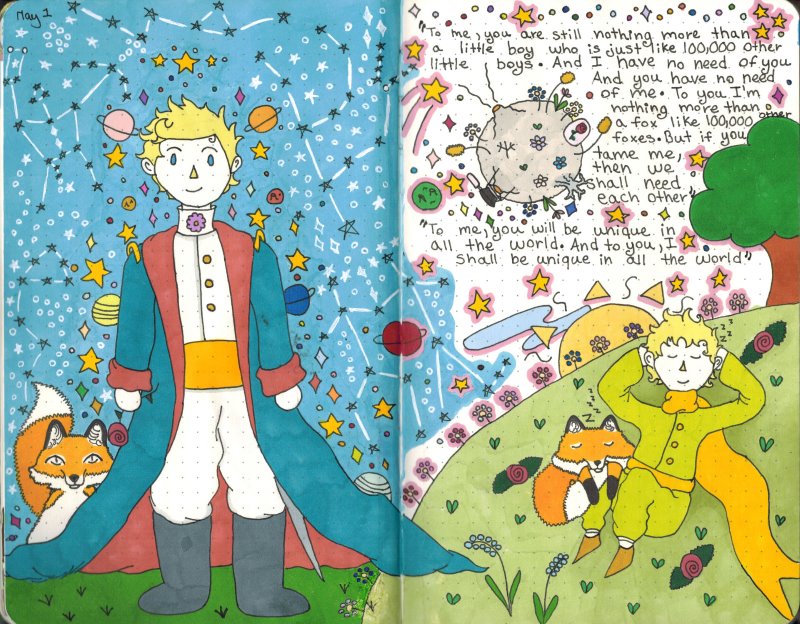 May 1
"To me, you are still nothing more than
a little boy who is just like 100,000 other
little boys. And I have no need of you
And you have no need
of me. To you I'm
nothing more than
a fox like 100,000 other
foxes. But if you
tame me,
then we
shall need
each other"
"To me, you will be unique in
all the world. And to you, I
shall be unique in all the world"
z z z
z z z Z